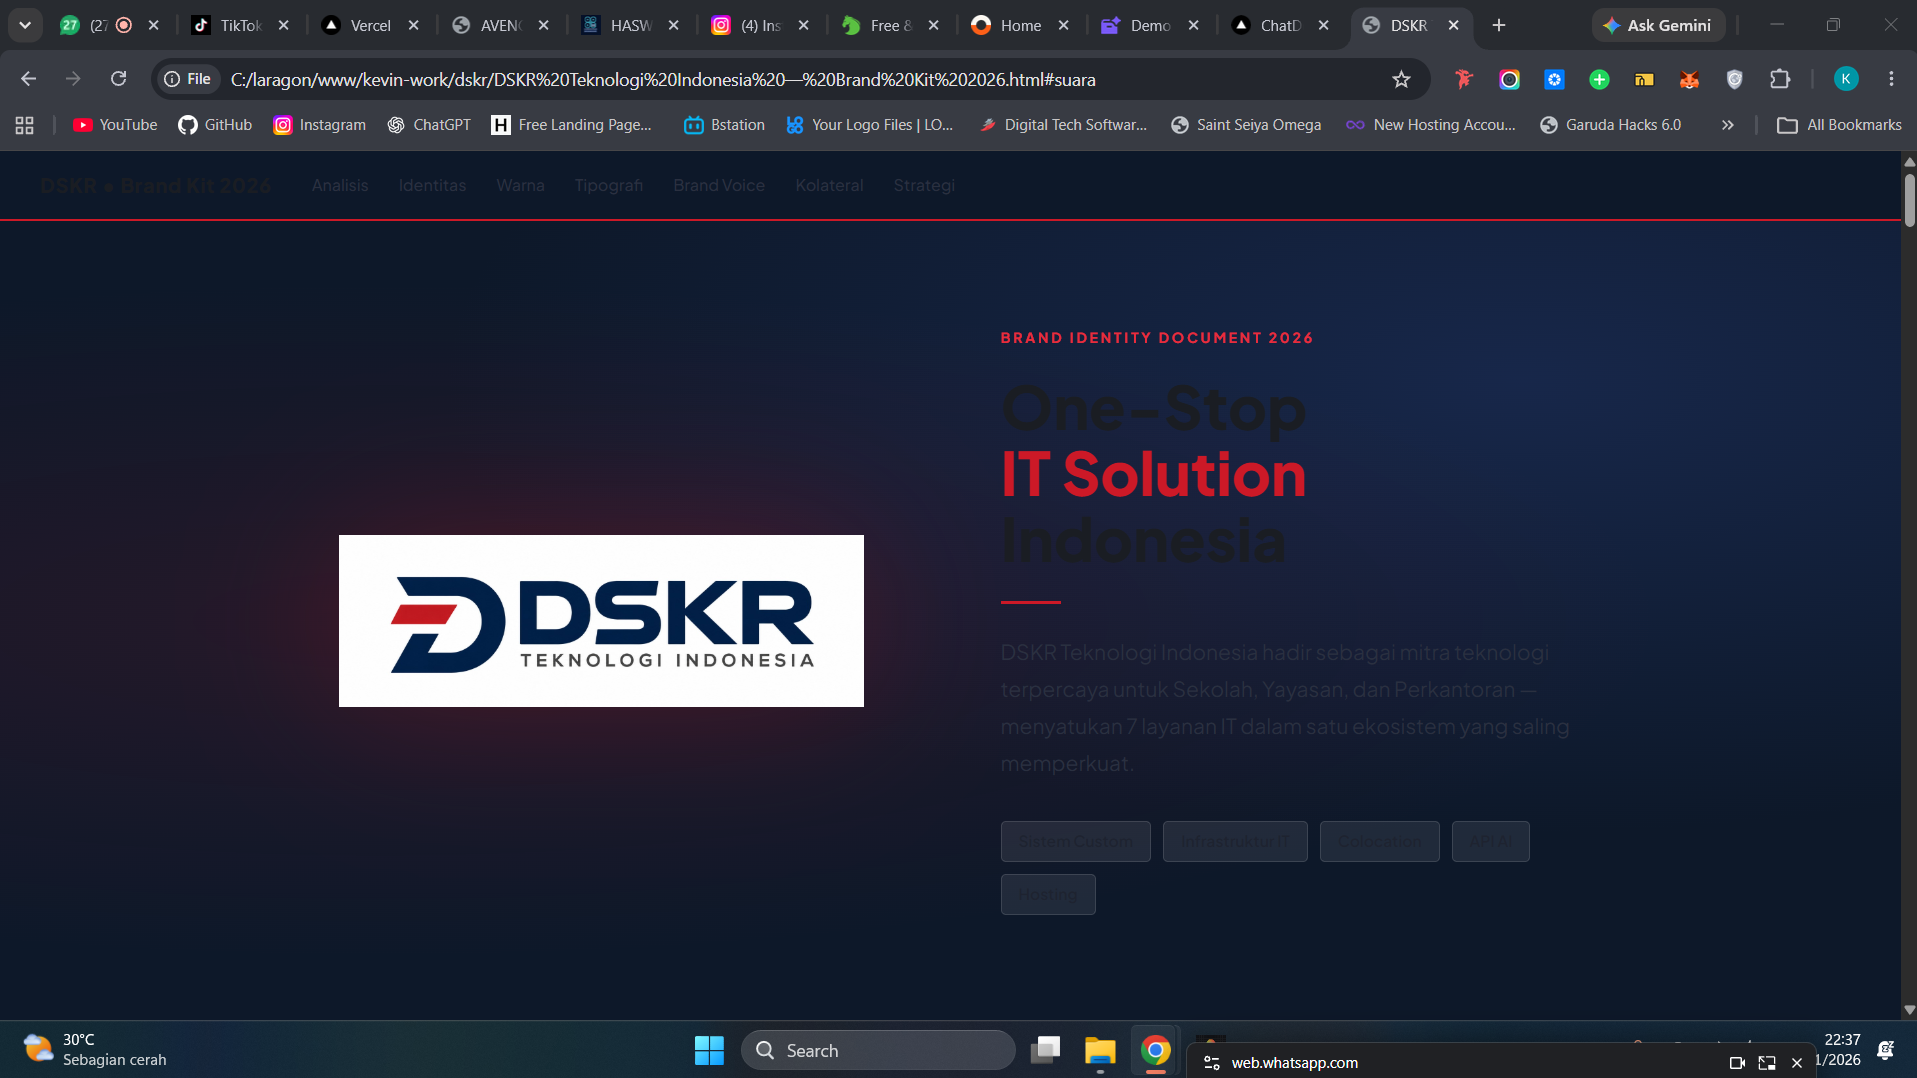 27 (27
TikTok
Vercel
AVENG
HASW
(4) Ins
Free &
Home
Demo
ChatD
DSKR
Ask Gemini
File
C:/laragon/www/kevin-work/dskr/DSKR%20Teknologi%20Indonesia%20—%20Brand%20Kit%202026.html#suara
K
YouTube
GitHub
Instagram
ChatGPT
Free Landing Page...
Bstation
Your Logo Files | LO...
Digital Tech Softwar...
Saint Seiya Omega
New Hosting Accou...
Garuda Hacks 6.0
All Bookmarks
DSKR ● Brand Kit 2026
Analisis
Identitas
Warna
Tipografi
Brand Voice
Kolateral
Strategi
DSKR
TEKNOLOGI INDONESIA
BRAND IDENTITY DOCUMENT 2026
One-Stop
IT Solution
Indonesia
DSKR Teknologi Indonesia hadir sebagai mitra teknologi
terpercaya untuk Sekolah, Yayasan, dan Perkantoran —
menyatukan 7 layanan IT dalam satu ekosistem yang saling
memperkuat.
Sistem Custom
Infrastruktur IT
Colocation
API AI
Hosting
30°C
Sebagian cerah
Search
web.whatsapp.com
22:37
1/2026